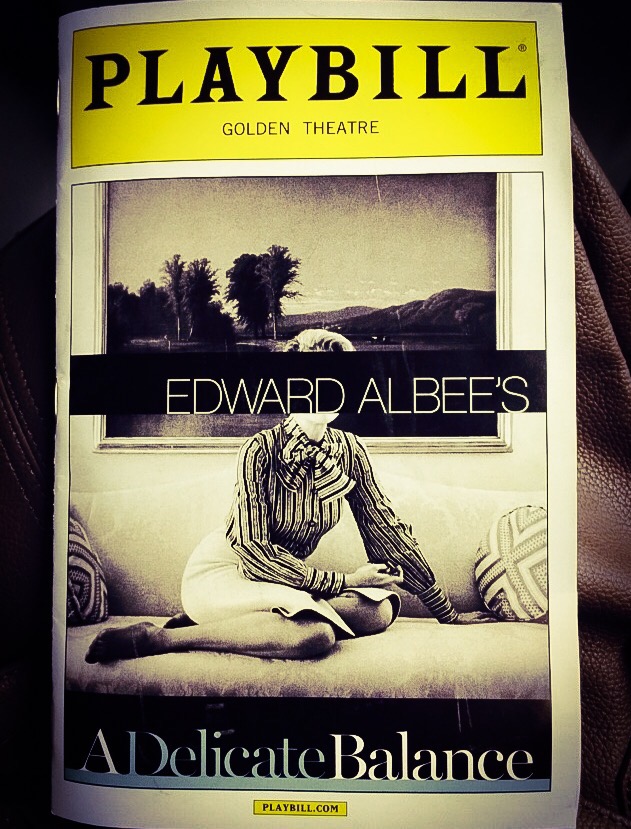 PLAYBILL®
GOLDEN THEATRE
EDWARD ALBEE'S
A Delicate Balance
PLAYBILL.COM